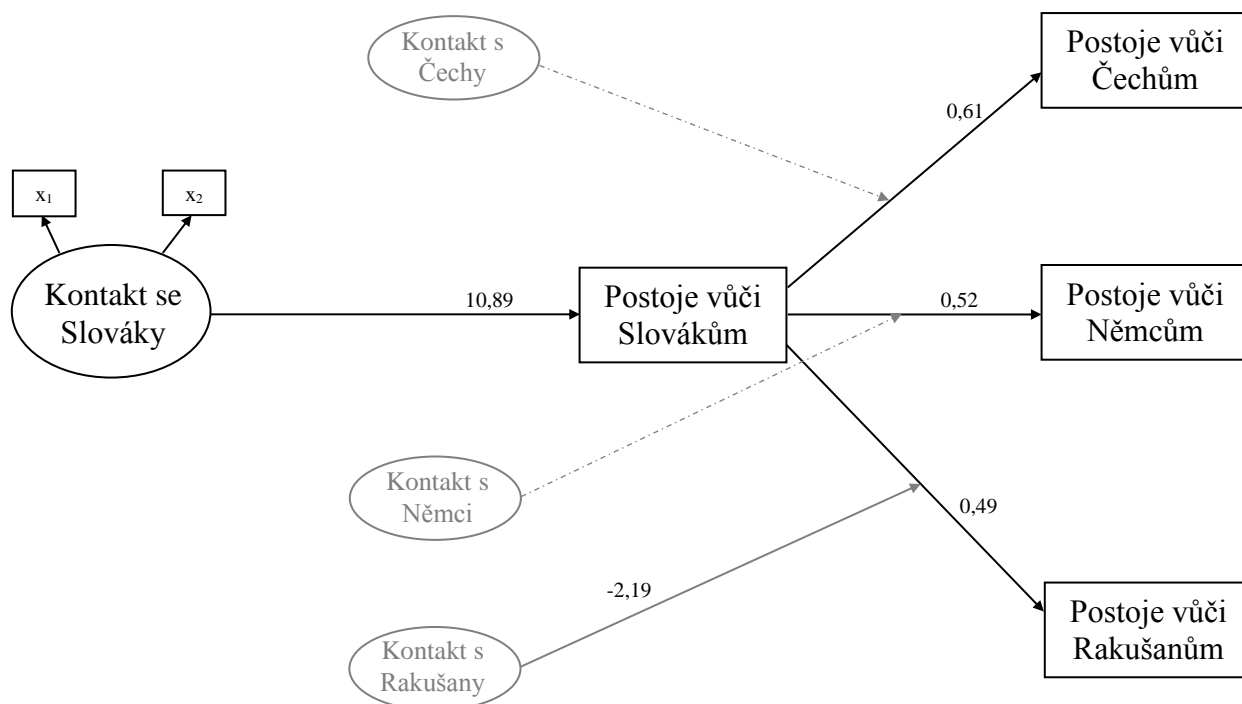 Kontakt s
Čechy
Postoje vůči
Čechům
0,61
x₁
x₂
Kontakt se
Slováky
10,89
Postoje vůči
Slovákům
0,52
Postoje vůči
Němcům
Kontakt s
Němci
0,49
-2,19
Postoje vůči
Rakušanům
Kontakt s
Rakušany